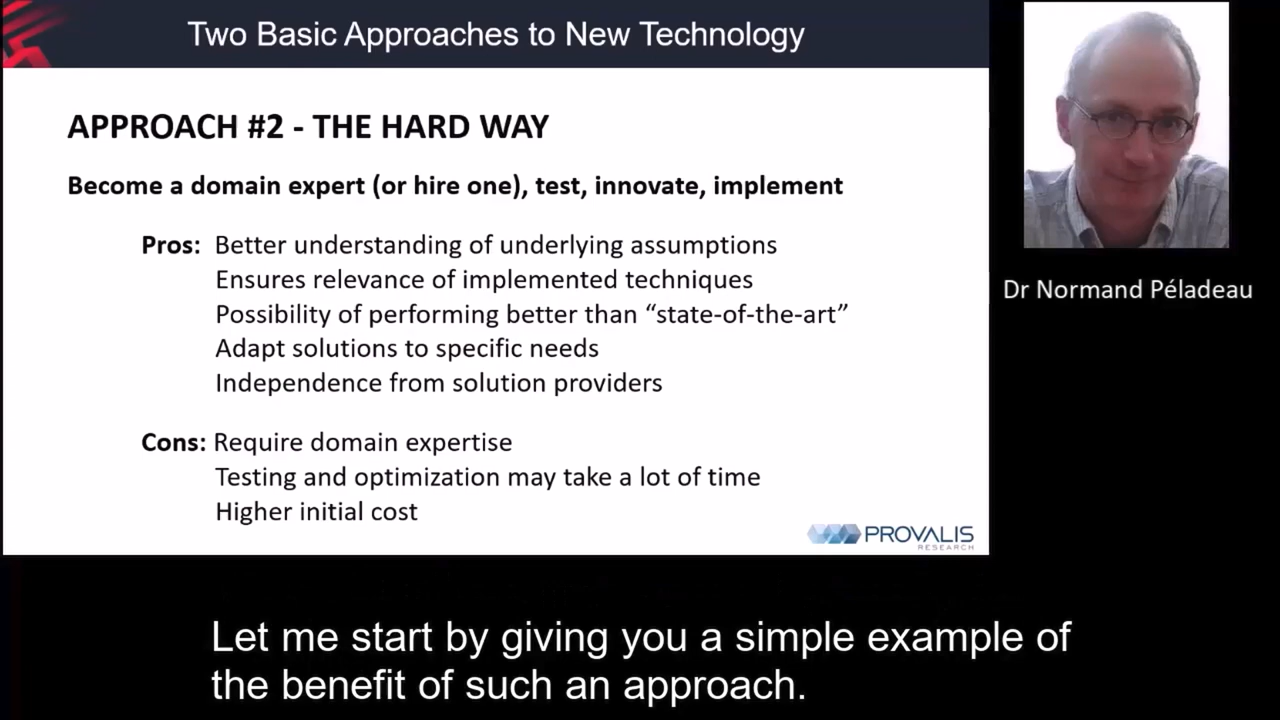 Two Basic Approaches to New Technology
APPROACH #2 - THE HARD WAY
Become a domain expert (or hire one), test, innovate, implement
Pros: Better understanding of underlying assumptions
Ensures relevance of implemented techniques
Possibility of performing better than “state-of-the-art”
Adapt solutions to specific needs
Independence from solution providers
Cons: Require domain expertise
Testing and optimization may take a lot of time
Higher initial cost
PROVALIS
RESEARCH
Dr Normand Péladeau
Let me start by giving you a simple example of
the benefit of such an approach.